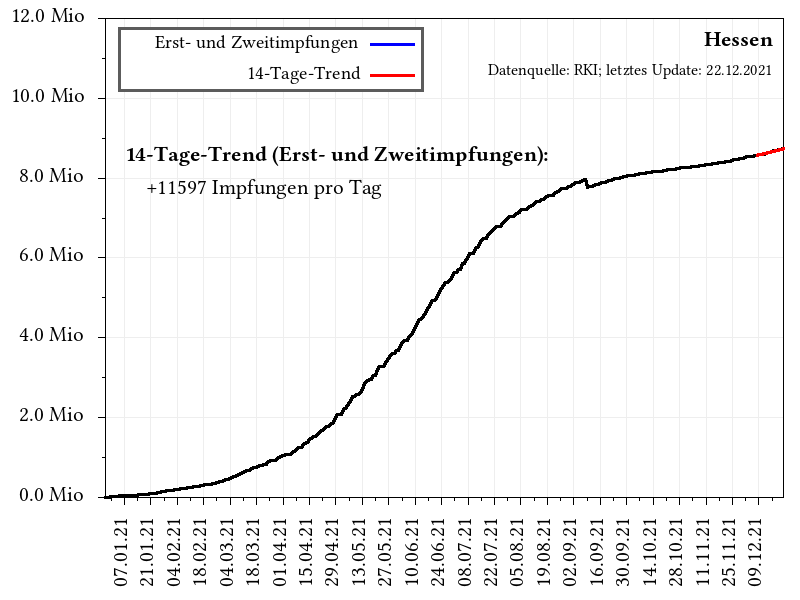 12.0 Mio
10.0 Mio
8.0 Mio
6.0 Mio
4.0 Mio
2.0 Mio
0.0 Mio
Erst- und Zweitimpfungen
14-Tage-Trend
Hessen
Datenquelle: RKI; letztes Update: 22.12.2021
14-Tage-Trend (Erst- und Zweitimpfungen):
+11597 Impfungen pro Tag
07.01.21
21.01.21
04.02.21
18.02.21
04.03.21
18.03.21
01.04.21
15.04.21
29.04.21
13.05.21
27.05.21
10.06.21
24.06.21
08.07.21
22.07.21
05.08.21
19.08.21
02.09.21
16.09.21
30.09.21
14.10.21
28.10.21
11.11.21
25.11.21
09.12.21